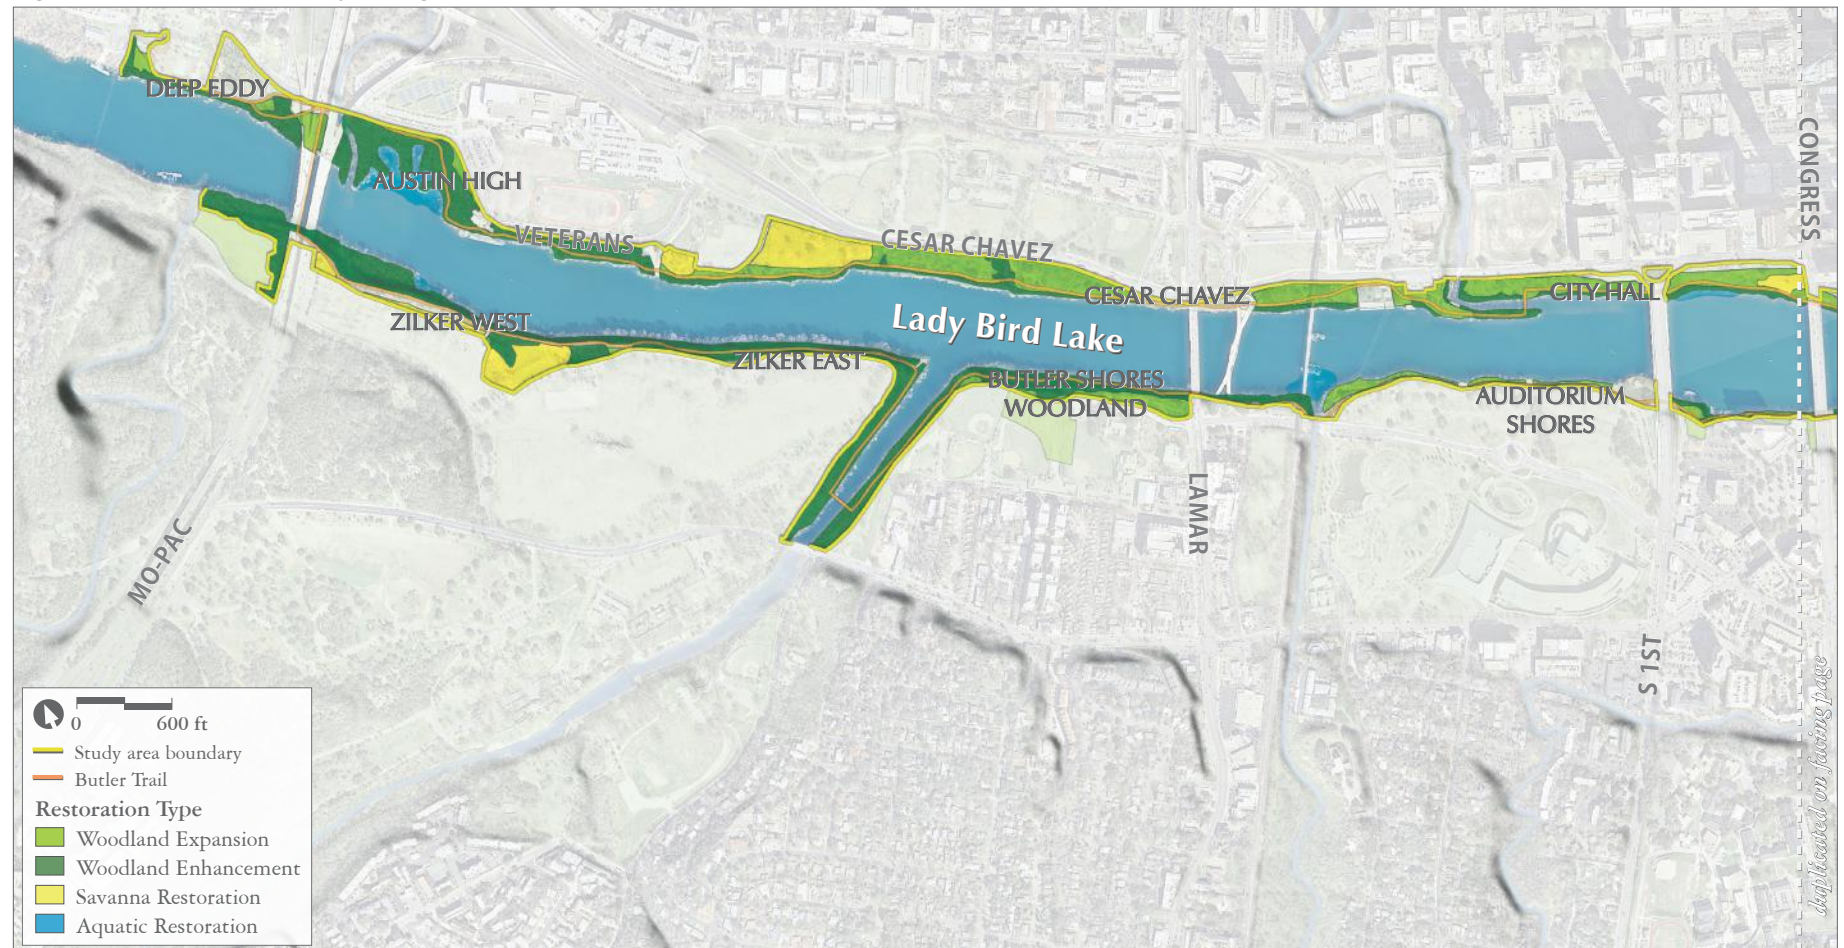 DEEP EDDY
AUSTIN HIGH
VETERANS
CESAR CHAVEZ
CESAR CHAVEZ
CITY HALL
CONGRESS
Lady Bird Lake
ZILKER WEST
ZILKER EAST
BUTLER SHORES
WOODLAND
AUDITORIUM
SHORES
LAMAR
MO-PAC
S 1ST
duplicated on facing page
0 600 ft
Study area boundary
Butler Trail
Restoration Type
Woodland Expansion
Woodland Enhancement
Savanna Restoration
Aquatic Restoration